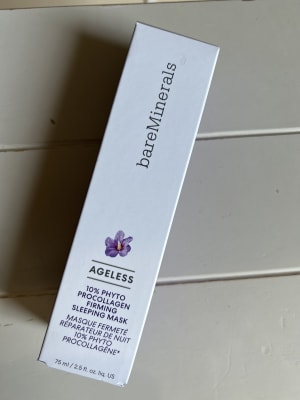 bareMinerals
AGELESS
10% PHYTO
PROCOLLAGEN
FIRMING
SLEEPING MASK
MASQUE FERMETÉ
RÉPARATEUR DE NUIT
10% PHYTO
PROCOLLAGÈNE*
75 ml / 2.5 fl. oz. liq. US